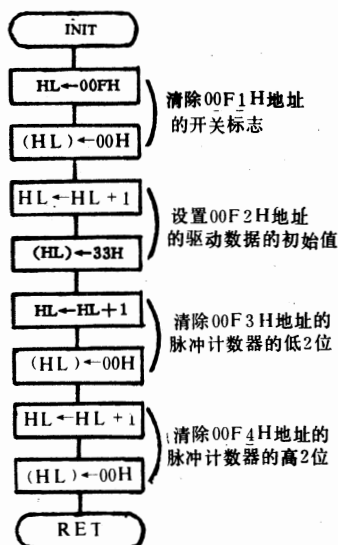 INIT
HL←00FH
(HL)←00H
清除00F1H地址
的开关标志
HL←HL+1
(HL)←33H
设置00F2H地址
的驱动数据的初始值
HL←HL+1
(HL)←00H
清除00F3H地址的
脉冲计数器的低2位
HL←HL+1
(HL)←00H
清除00F4H地址的
脉冲计数器的高2位
RET